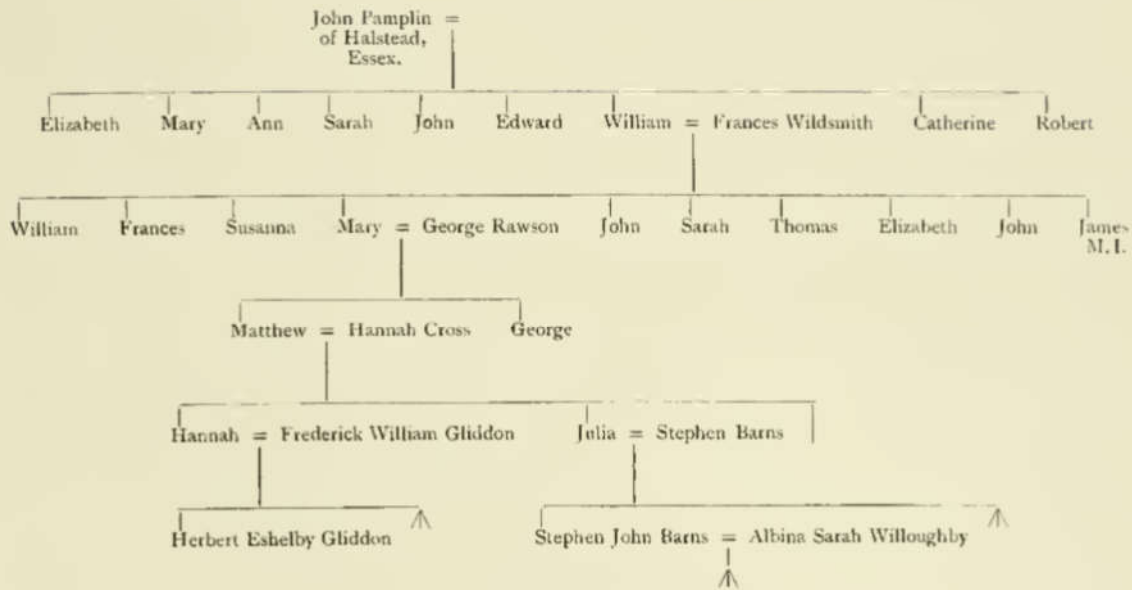 John Pamplin =
of Halstead,
Essex.
Elizabeth Mary Ann Sarah John Edward William = Frances Wildsmith Catherine Robert
William Frances Susanna Mary = George Rawson John Sarah Thomas Elizabeth John James
M.I.
Matthew = Hannah Cross George
Hannah = Frederick William Gliddon Julia = Stephen Barns
Herbert Eshelby Gliddon Stephen John Barns = Albina Sarah Willoughby